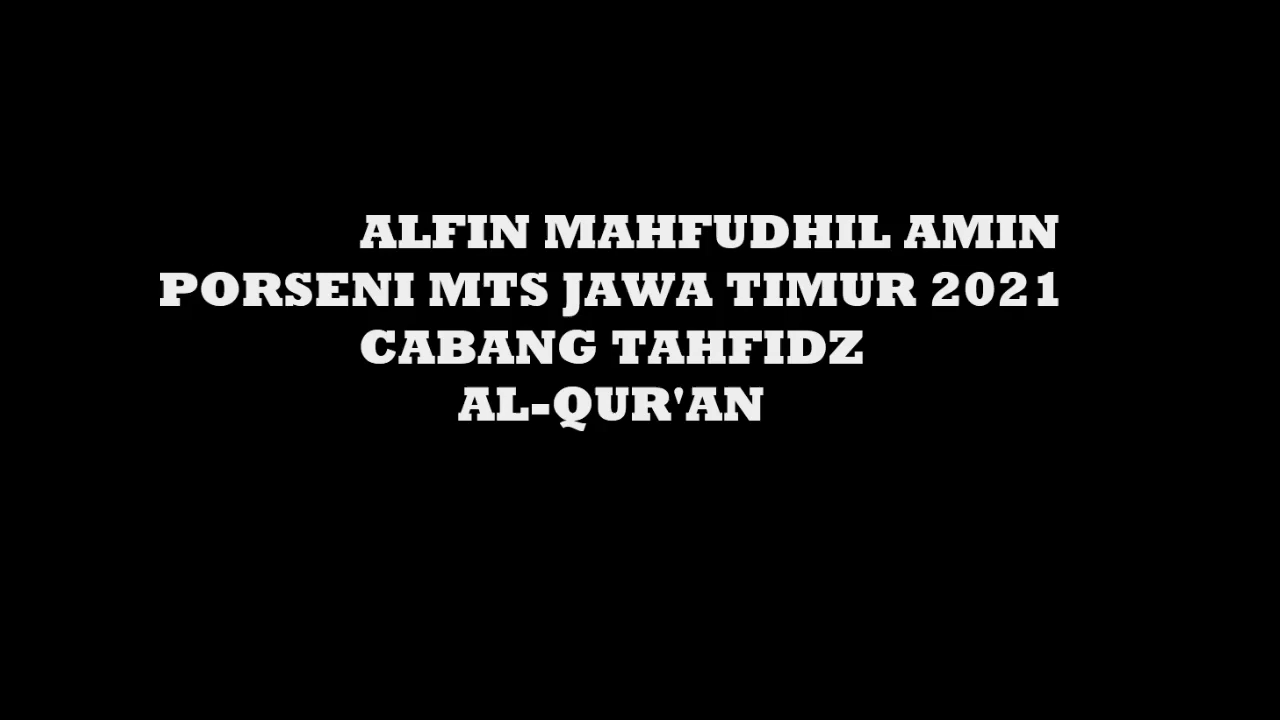 ALFIN MAHFUDHIL AMIN
PORSENI MTS JAWA TIMUR 2021
CABANG TAHFIDZ
AL-QUR'AN